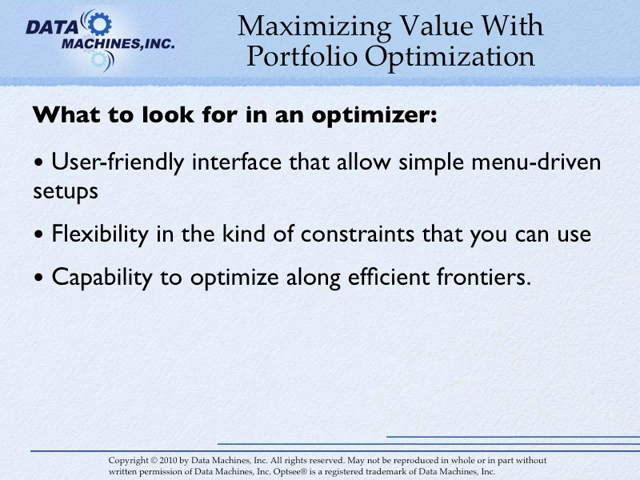 DATA
MACHINES,INC.
Maximizing Value With
Portfolio Optimization
What to look for in an optimizer:
• User-friendly interface that allow simple menu-driven
setups
• Flexibility in the kind of constraints that you can use
• Capability to optimize along efficient frontiers.
Copyright © 2010 by Data Machines, Inc. All rights reserved. May not be reproduced in whole or in part without
written permission of Data Machines, Inc. Optsee® is a registered trademark of Data Machines, Inc.